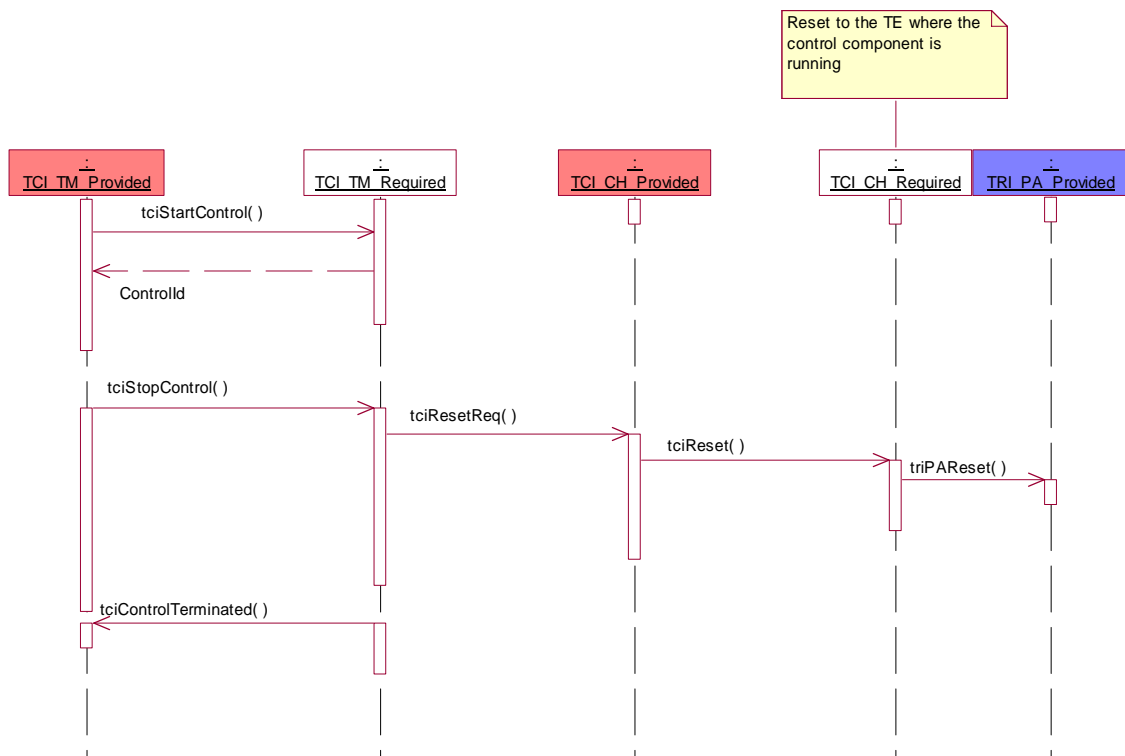 Reset to the TE where the
control component is
running
:
TCI_TM_Provided
:
TCI_TM_Required
:
TCI_CH_Provided
:
TCI_CH_Required
:
TRI_PA_Provided
tciStartControl( )
ControlId
tciStopControl( )
tciResetReq( )
tciReset( )
triPAReset( )
tciControlTerminated( )